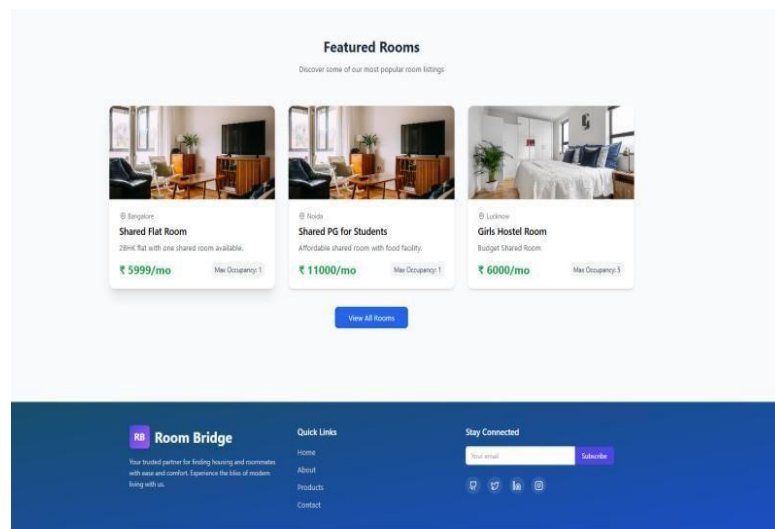 Featured Rooms
Discover some of our most popular room listings
Bangalore
Shared Flat Room
2BHK flat with one shared room available.
₹ 5999/mo
Max Occupancy: 1
Noida
Shared PG for Students
Affordable shared room with food facility.
₹ 11000/mo
Max Occupancy: 1
Lucknow
Girls Hostel Room
Budget Shared Room
₹ 6000/mo
Max Occupancy: 3
View All Rooms
RB
Room Bridge
Your trusted partner for finding housing and roommates
with ease and comfort. Experience the bliss of modern
living with us.
Quick Links
Home
About
Products
Contact
Stay Connected
Your email
Subscribe